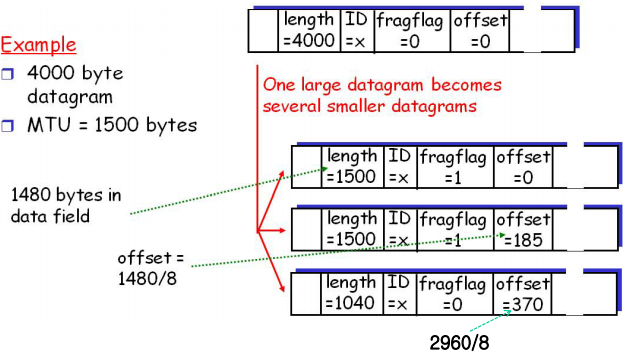 length ID fragflag offset
=4000 =x =0 =0
Example
❒ 4000 byte
datagram
❒ MTU = 1500 bytes
One large datagram becomes
several smaller datagrams
length ID fragflag offset
=1500 =x =1 =0
1480 bytes in
data field
length ID fragflag offset
=1500 =x =1 =185
offset =
1480/8
length ID fragflag offset
=1040 =x =0 =370
2960/8